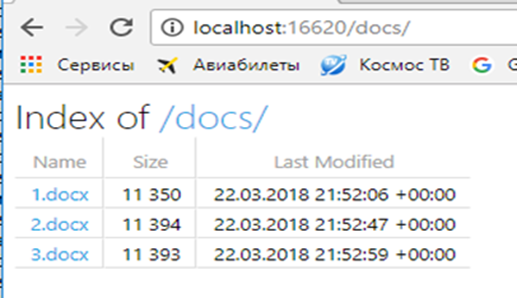 localhost:16620/docs/
Сервисы Авиабилеты Космос ТВ G
Index of /docs/
Name Size Last Modified
1.docx 11 350 22.03.2018 21:52:06 +00:00
2.docx 11 394 22.03.2018 21:52:47 +00:00
3.docx 11 393 22.03.2018 21:52:59 +00:00